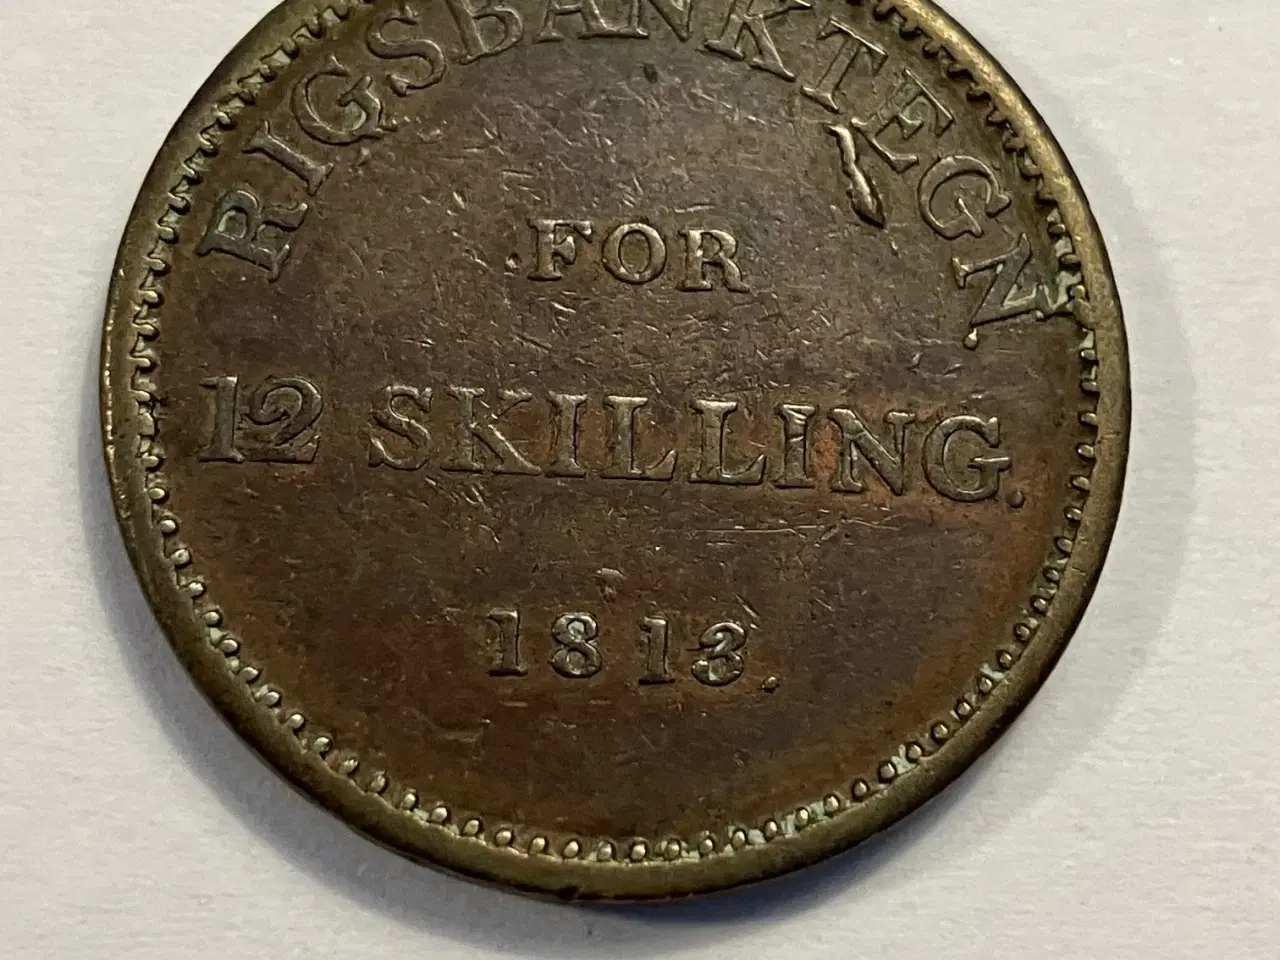 RIGSBANKTEGN.
FOR
12 SKILLING.
1813.